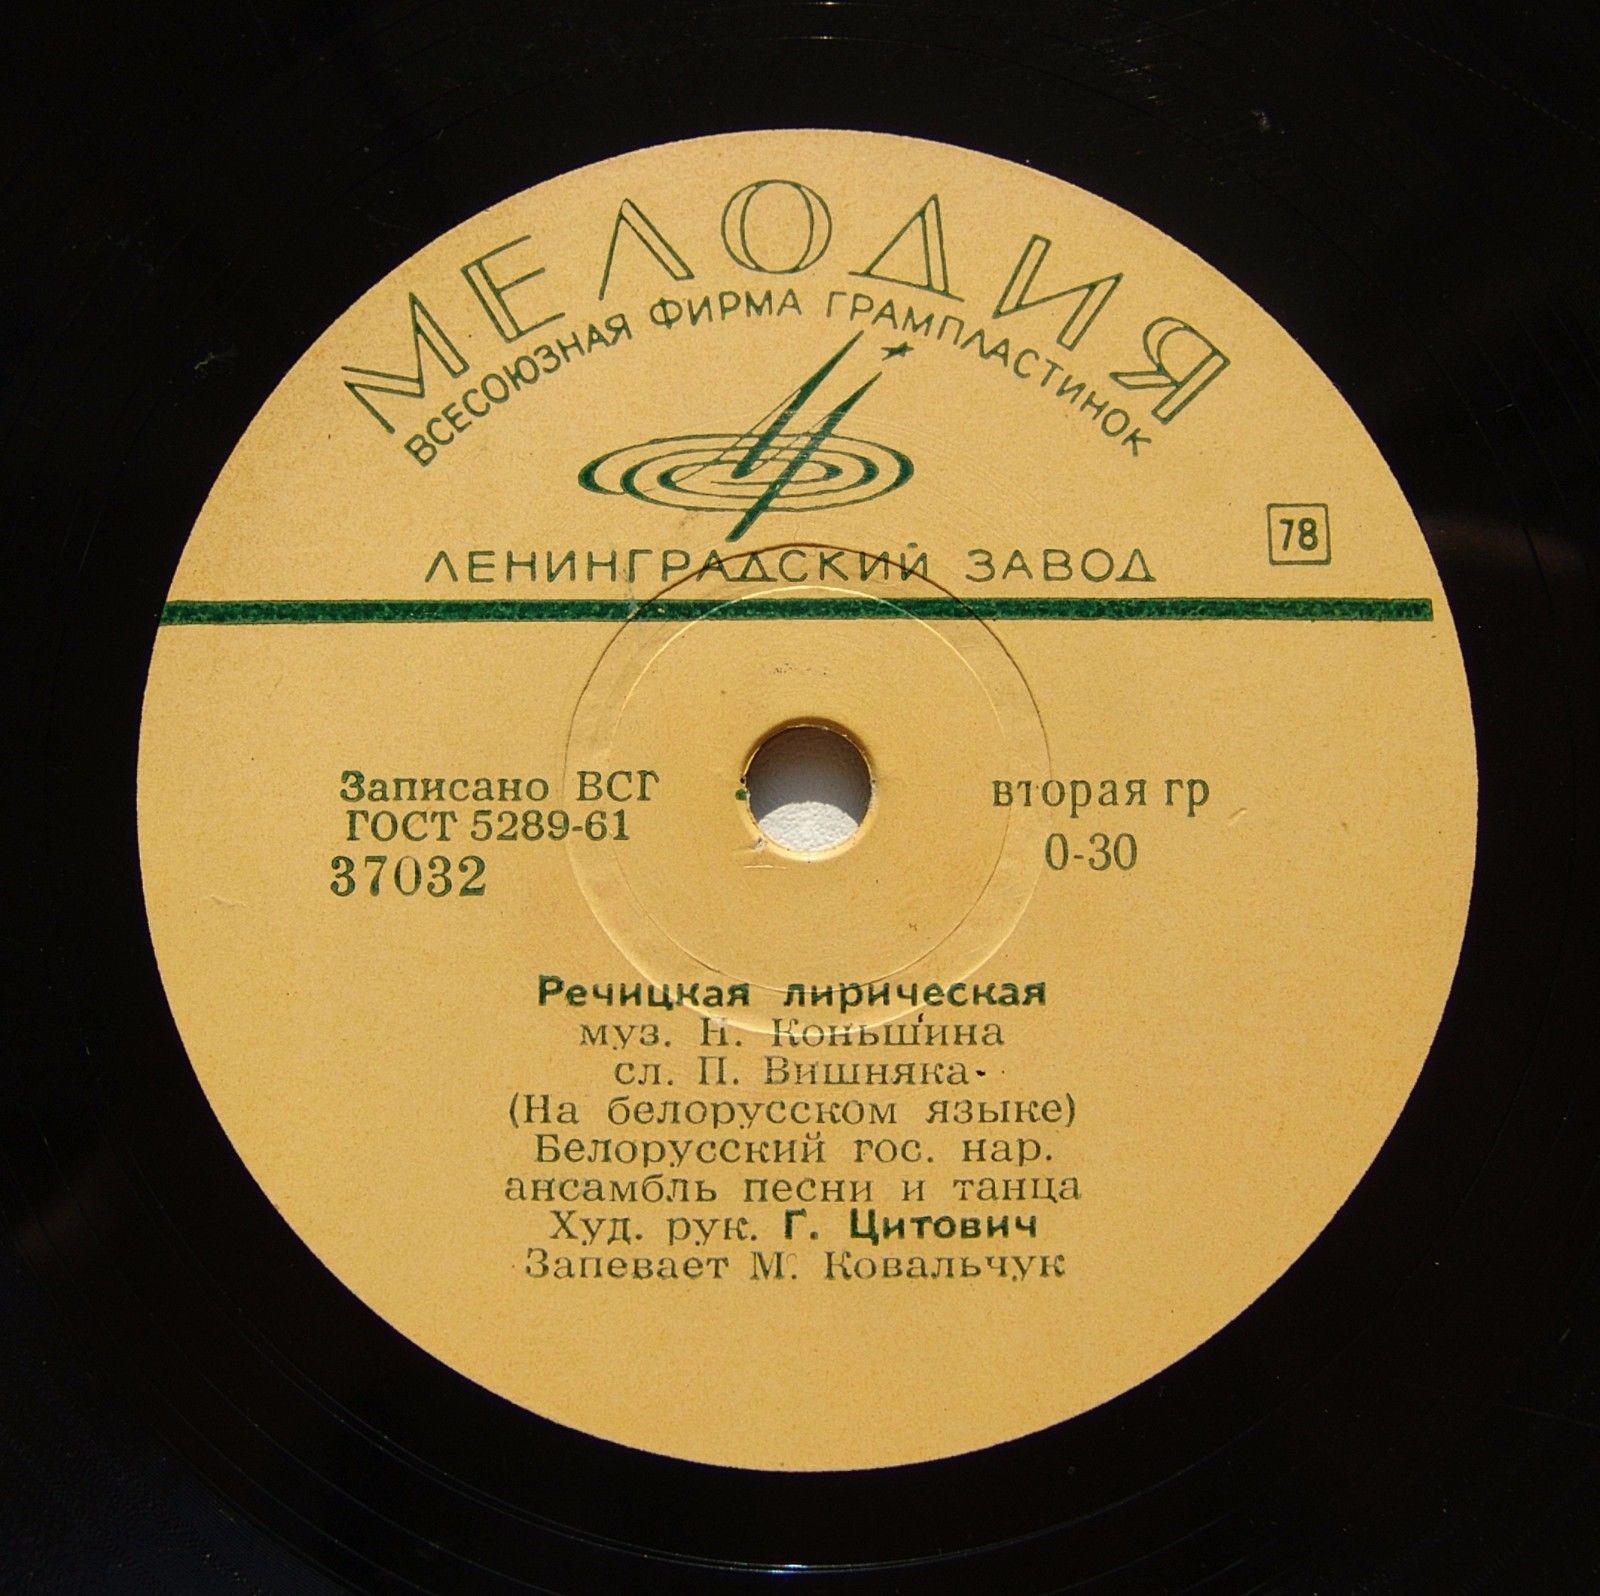 МЕЛОДИЯ
ВСЕСОЮЗНАЯ ФИРМА ГРАМПЛАСТИНОК
ЛЕНИНГРАДСКИЙ ЗАВОД
78
Записано ВСГ
ГОСТ 5289-61
37032
вторая гр
0-30
Речицкая лирическая
муз. Н. Коньшина
сл. П. Вишняка
(На белорусском языке)
Белорусский гос. нар.
ансамбль песни и танца
Худ. рук. Г. Цитович
Запевает М. Ковальчук